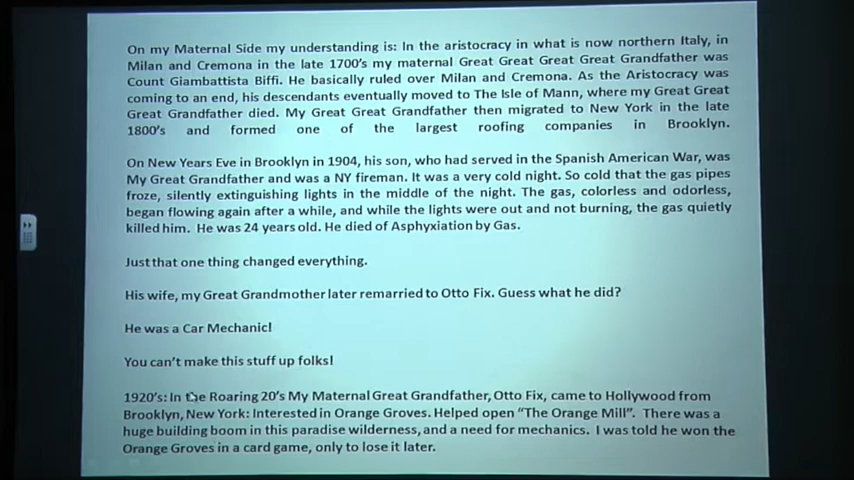 On my Maternal Side my understanding is: In the aristocracy in what is now northern Italy, in
Milan and Cremona in the late 1700's my maternal Great Great Great Great Grandfather was
Count Giambattista Biffi. He basically ruled over Milan and Cremona. As the Aristocracy was
coming to an end, his descendants eventually moved to The Isle of Mann, where my Great Great
Great Grandfather died. My Great Great Grandfather then migrated to New York in the late
1800's and formed one of the largest roofing companies in Brooklyn.
On New Years Eve in Brooklyn in 1904, his son, who had served in the Spanish American War, was
My Great Grandfather and was a NY fireman. It was a very cold night. So cold that the gas pipes
froze, silently extinguishing lights in the middle of the night. The gas, colorless and odorless,
began flowing again after a while, and while the lights were out and not burning, the gas quietly
killed him. He was 24 years old. He died of Asphyxiation by Gas.
Just that one thing changed everything.
His wife, my Great Grandmother later remarried to Otto Fix. Guess what he did?
He was a Car Mechanic!
You can't make this stuff up folks!
1920's: In the Roaring 20's My Maternal Great Grandfather, Otto Fix, came to Hollywood from
Brooklyn, New York: Interested in Orange Groves. Helped open "The Orange Mill". There was a
huge building boom in this paradise wilderness, and a need for mechanics. I was told he won the
Orange Groves in a card game, only to lose it later.